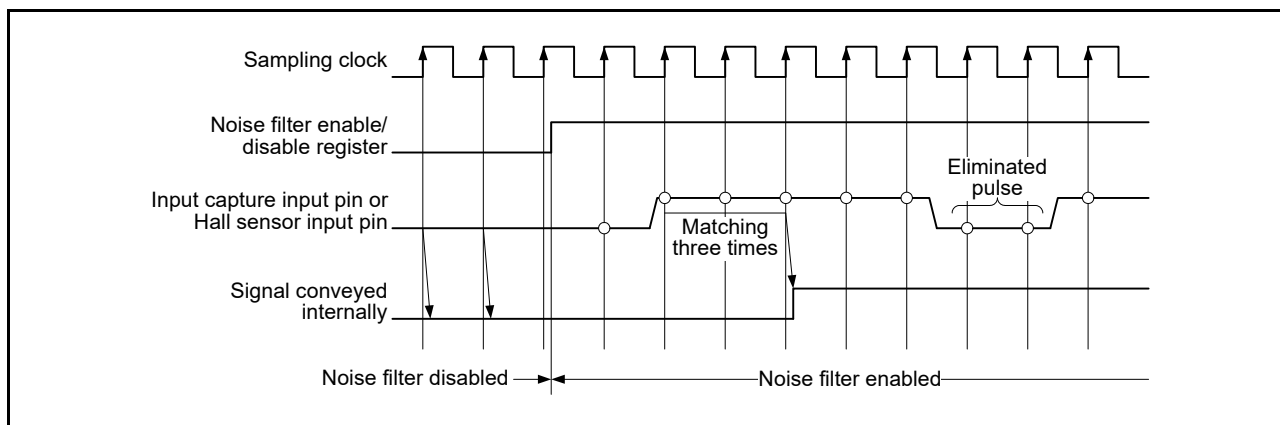 Sampling clock
Noise filter enable/
disable register
Input capture input pin or
Hall sensor input pin
Eliminated
pulse
Matching
three times
Signal conveyed
internally
Noise filter disabled
Noise filter enabled